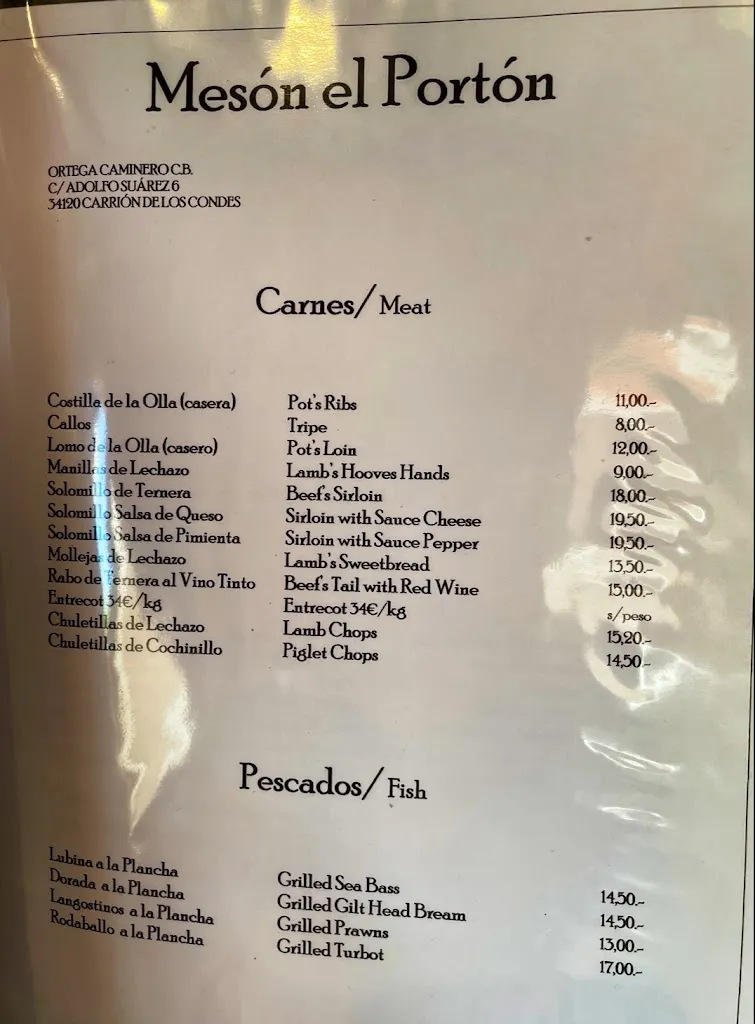 Mesón el Portón
ORTEGA CAMINERO C.B.
C/ ADOLFO SUÁREZ 6
34120 CARRIÓN DE LOS CONDES
Carnes/ Meat
Costilla de la Olla (casera) Pot's Ribs 11,00.-
Callos Tripe 8,00.-
Lomo de la Olla (casero) Pot's Loin 12,00.-
Manillas de Lechazo Lamb's Hooves Hands 9,00.-
Solomillo de Ternera Beef's Sirloin 18,00.-
Solomillo Salsa de Queso Sirloin with Sauce Cheese 19,50.-
Solomillo Salsa de Pimienta Sirloin with Sauce Pepper 19,50.-
Mollejas de Lechazo Lamb's Sweetbread 13,50.-
Rabo de Ternera al Vino Tinto Beef's Tail with Red Wine 15,00.-
Entrecot 34€/kg Entrecot 34€/kg s/peso
Chuletillas de Lechazo Lamb Chops 15,20.-
Chuletillas de Cochinillo Piglet Chops 14,50.-
Pescados/ Fish
Lubina a la Plancha Grilled Sea Bass 14,50.-
Dorada a la Plancha Grilled Gilt Head Bream 14,50.-
Langostinos a la Plancha Grilled Prawns 13,00.-
Rodaballo a la Plancha Grilled Turbot 17,00.-